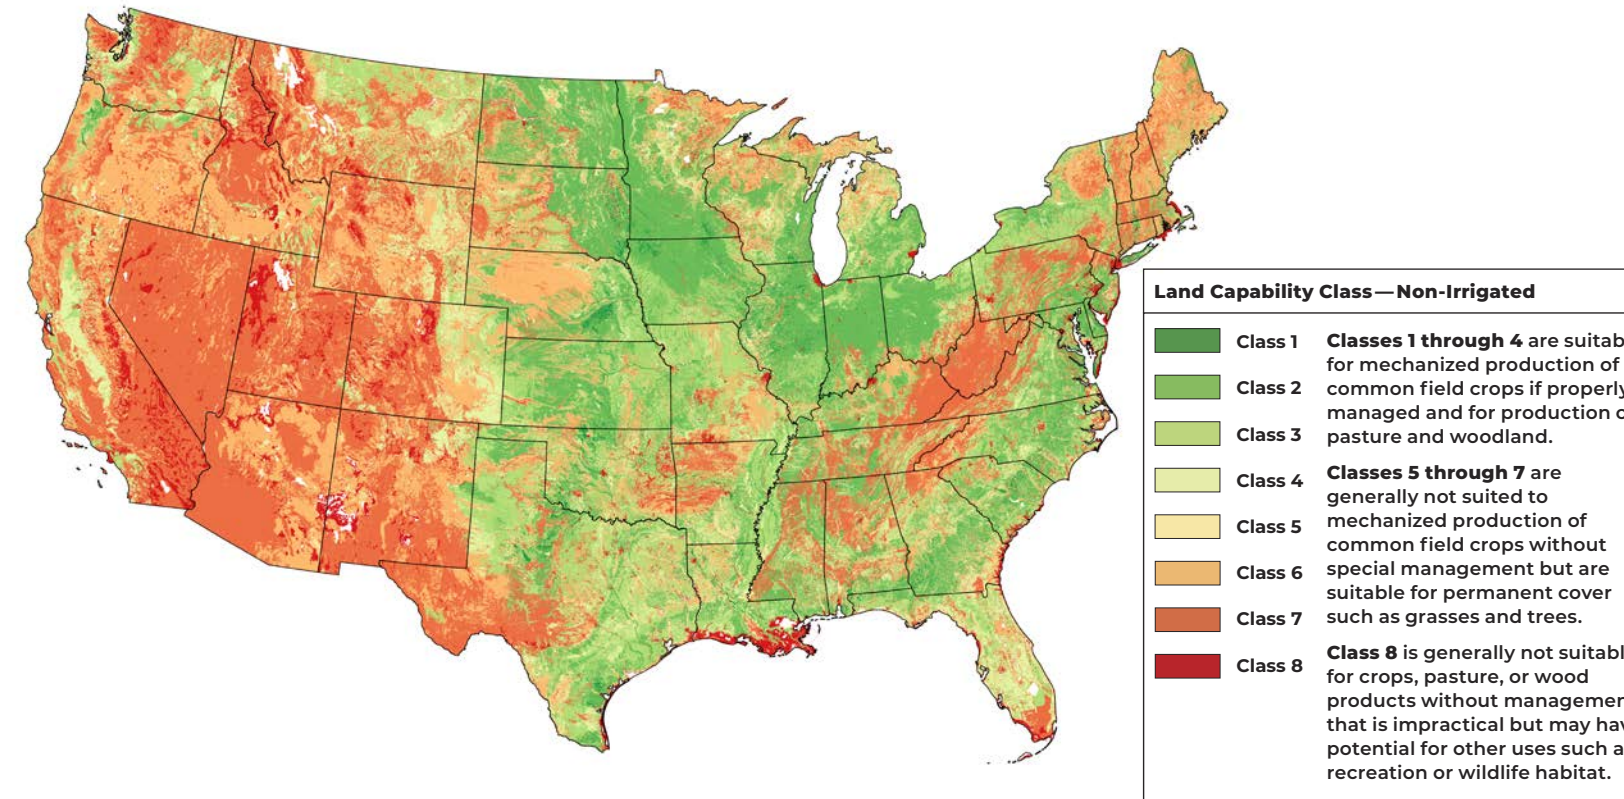 Land Capability Class—Non-Irrigated
Class 1
Class 2
Class 3
Class 4
Class 5
Class 6
Class 7
Class 8
Classes 1 through 4 are suitab
for mechanized production of
common field crops if properly
managed and for production o
pasture and woodland.
Classes 5 through 7 are
generally not suited to
mechanized production of
common field crops without
special management but are
suitable for permanent cover
such as grasses and trees.
Class 8 is generally not suitabl
for crops, pasture, or wood
products without managemen
that is impractical but may hav
potential for other uses such a
recreation or wildlife habitat.